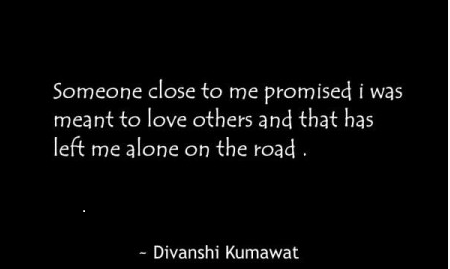 Someone close to me promised i was
meant to love others and that has
left me alone on the road .
.
~ Divanshi Kumawat